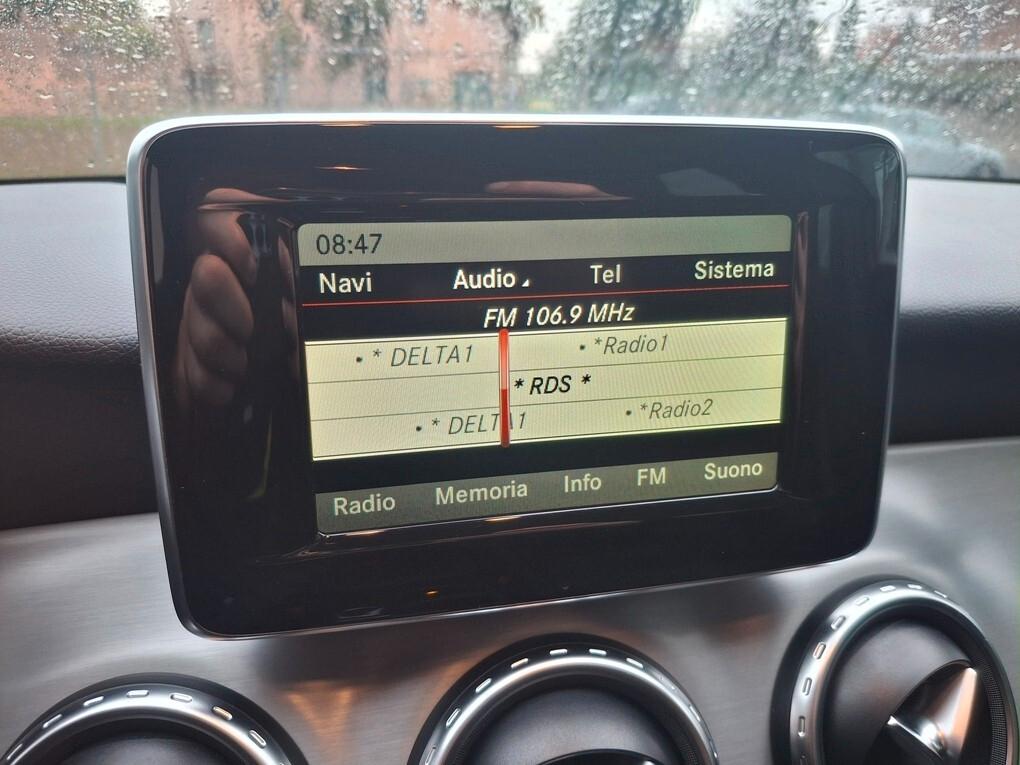 08:47
Navi Audio Tel Sistema
FM 106.9 MHz
• * DELTA1 • *Radio1
* RDS *
• * DELTA1 • *Radio2
Radio Memoria Info FM Suono